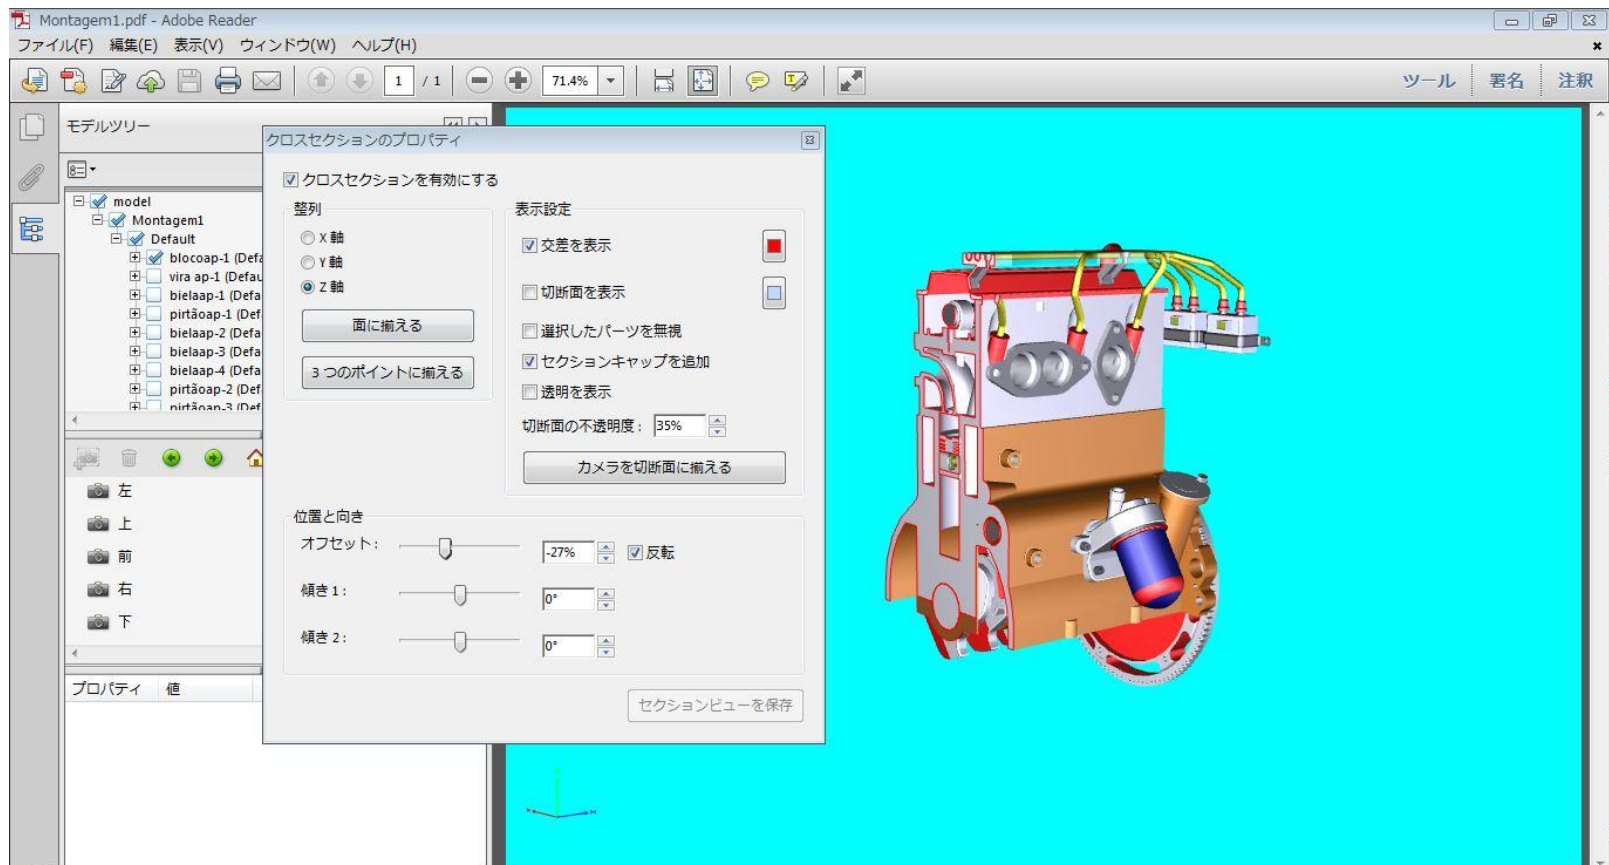 Montagem1.pdf - Adobe Reader
ファイル(F) 編集(E) 表示(V) ウィンドウ(W) ヘルプ(H)
1 / 1 71.4% ツール 署名 注釈
モデルツリー
model
Montagem1
Default
blocoap-1 (Defa
vira ap-1 (Defau
bielaap-1 (Defa
pirtãoap-1 (Def
bielaap-2 (Defa
bielaap-3 (Defa
bielaap-4 (Defa
pirtãoap-2 (Def
pirtãoap-3 (Def
左
上
前
右
下
プロパティ 値
クロスセクションのプロパティ
クロスセクションを有効にする
整列
X 軸
Y 軸
Z 軸
面に揃える
3 つのポイントに揃える
表示設定
交差を表示
切断面を表示
選択したパーツを無視
セクションキャップを追加
透明を表示
切断面の不透明度： 35%
カメラを切断面に揃える
位置と向き
オフセット： -27% 反転
傾き 1： 0°
傾き 2： 0°
セクションビューを保存